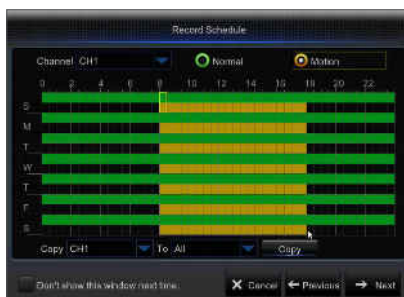 Record Schedule
Channel CH1 Normal Motion
0 2 4 6 8 10 12 14 16 18 20 22
S
M
T
W
T
F
S
Copy CH1 To All Copy
Don't show this window next time. X Cancel ← Previous → Next